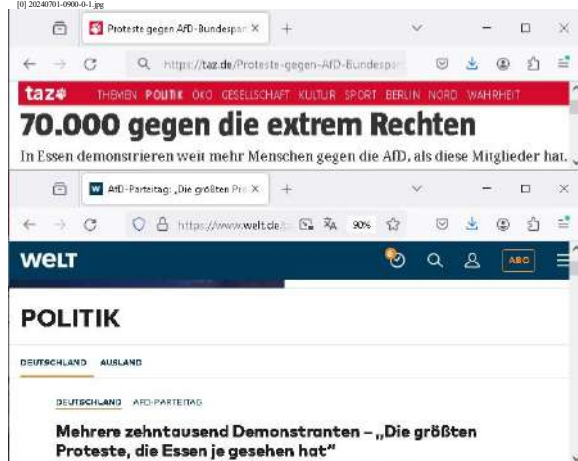 [0] 20240701-0900-0-1.jpg
Proteste gegen AfD-Bundespar
https://taz.de/Proteste-gegen-AfD-Bundespar
taz
THEMEN POLITIK ÖKO GESELLSCHAFT KULTUR SPORT BERLIN NORD WAHRHEIT
70.000 gegen die extrem Rechten
In Essen demonstrieren weit mehr Menschen gegen die AfD, als diese Mitglieder hat.
W AfD-Parteitag: „Die größten Pro
https://www.welt.de/ 90%
welt ABO
POLITIK
DEUTSCHLAND AUSLAND
DEUTSCHLAND AFD-PARTEITAG
Mehrere zehntausend Demonstranten – „Die größten
Proteste, die Essen je gesehen hat“